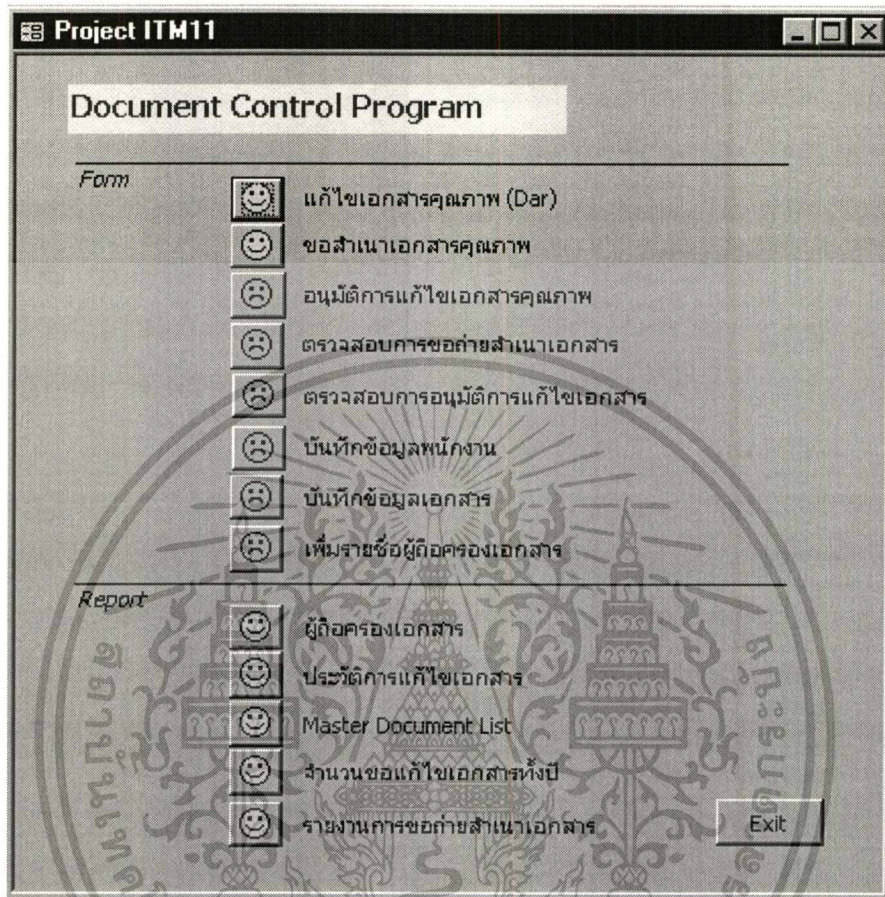 Project ITM11
Document Control Program
Form
แก้ไขเอกสารคุณภาพ (Dar)
ขอสำเนาเอกสารคุณภาพ
อนุมัติการแก้ไขเอกสารคุณภาพ
ตรวจสอบการขอถ่ายสำเนาเอกสาร
ตรวจสอบการอนุมัติการแก้ไขเอกสาร
บันทึกข้อมูลพนักงาน
บันทึกข้อมูลเอกสาร
เพิ่มรายชื่อผู้ถือครองเอกสาร
Report
ผู้ถือครองเอกสาร
ประวัติการแก้ไขเอกสาร
Master Document List
จำนวนขอแก้ไขเอกสารทั้งปี
รายงานการขอถ่ายสำเนาเอกสาร
Exit